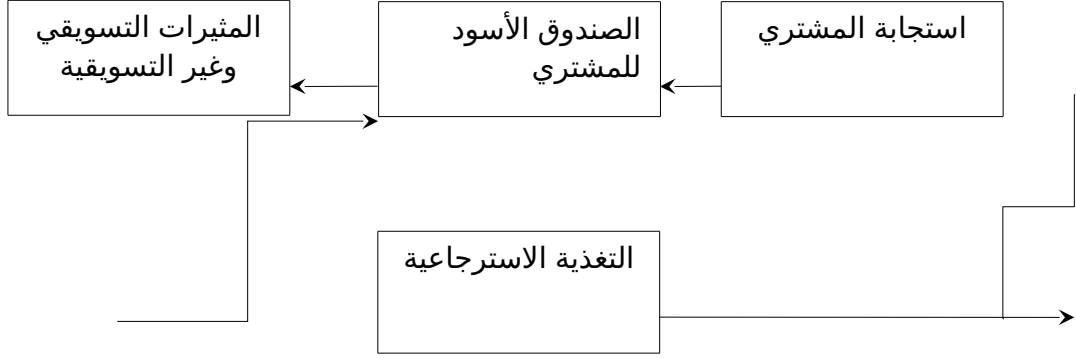 استجابة المشتري
الصندوق الأسود
للمشتري
المثيرات التسويقي
وغير التسويقية
التغذية الاسترجاعية